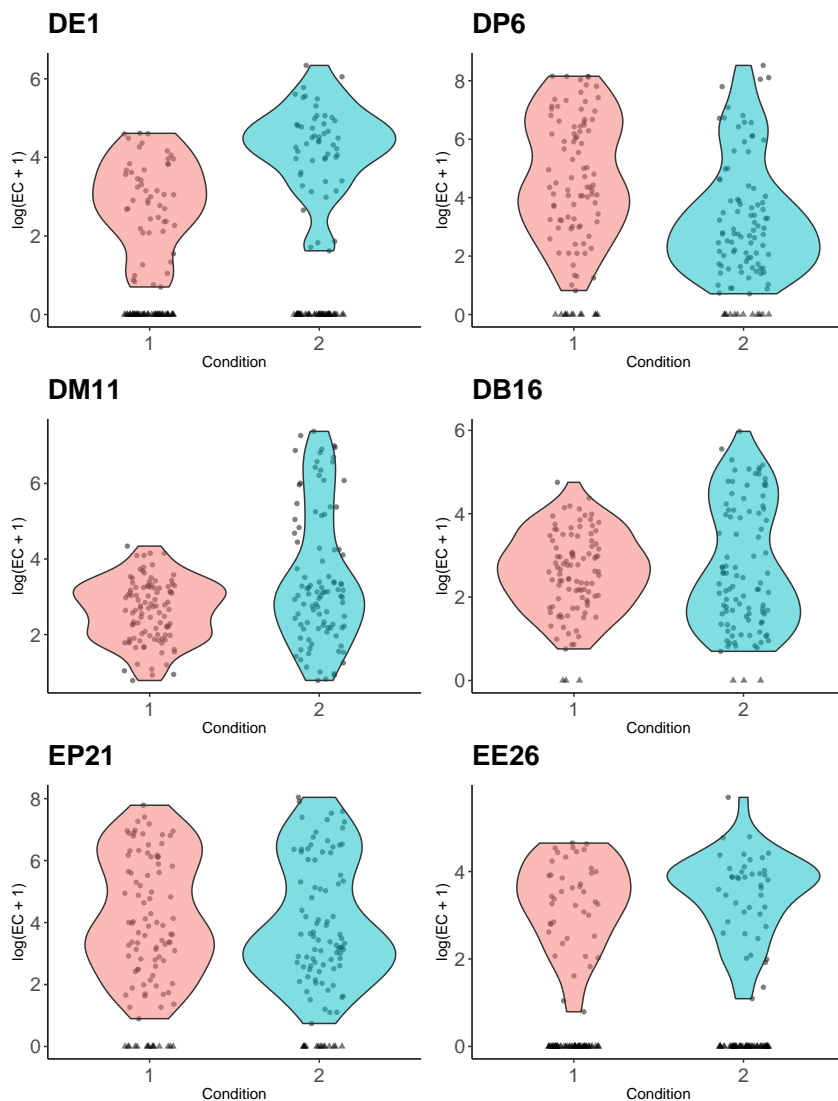 DE1
DP6
log(EC + 1)
6
4
2
0
1
2
Condition
log(EC + 1)
8
6
4
2
0
1
2
Condition
DM11
DB16
log(EC + 1)
6
4
2
1
2
Condition
log(EC + 1)
6
4
2
0
1
2
Condition
EP21
EE26
log(EC + 1)
8
6
4
2
0
1
2
Condition
log(EC + 1)
4
2
0
1
2
Condition